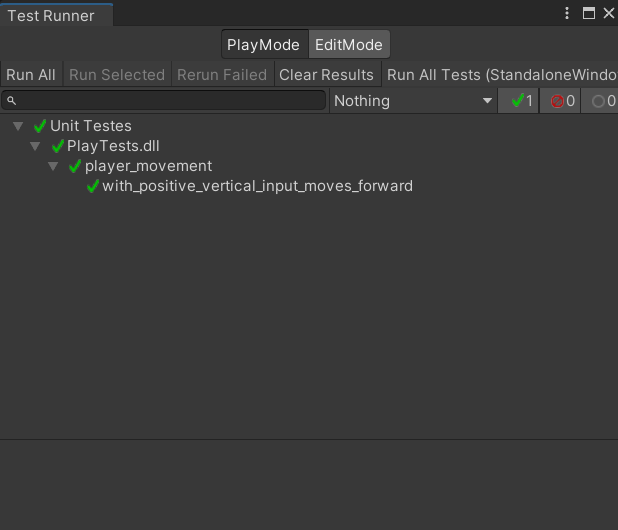 Test Runner
PlayMode EditMode
Run All Run Selected Rerun Failed Clear Results Run All Tests (StandaloneWindo
Nothing 1 0 0
Unit Testes
PlayTests.dll
player_movement
with_positive_vertical_input_moves_forward